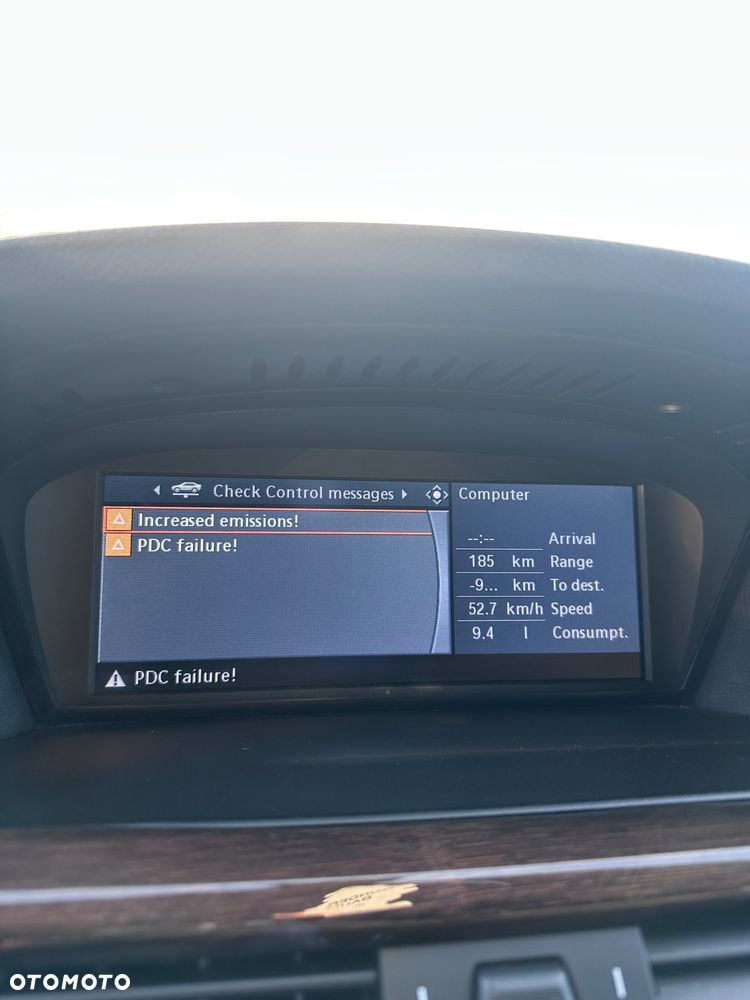 Check Control messages
Increased emissions!
PDC failure!
Computer
--:-- Arrival
185 km Range
-9... km To dest.
52.7 km/h Speed
9.4 l Consumpt.
PDC failure!
OTOMOTO